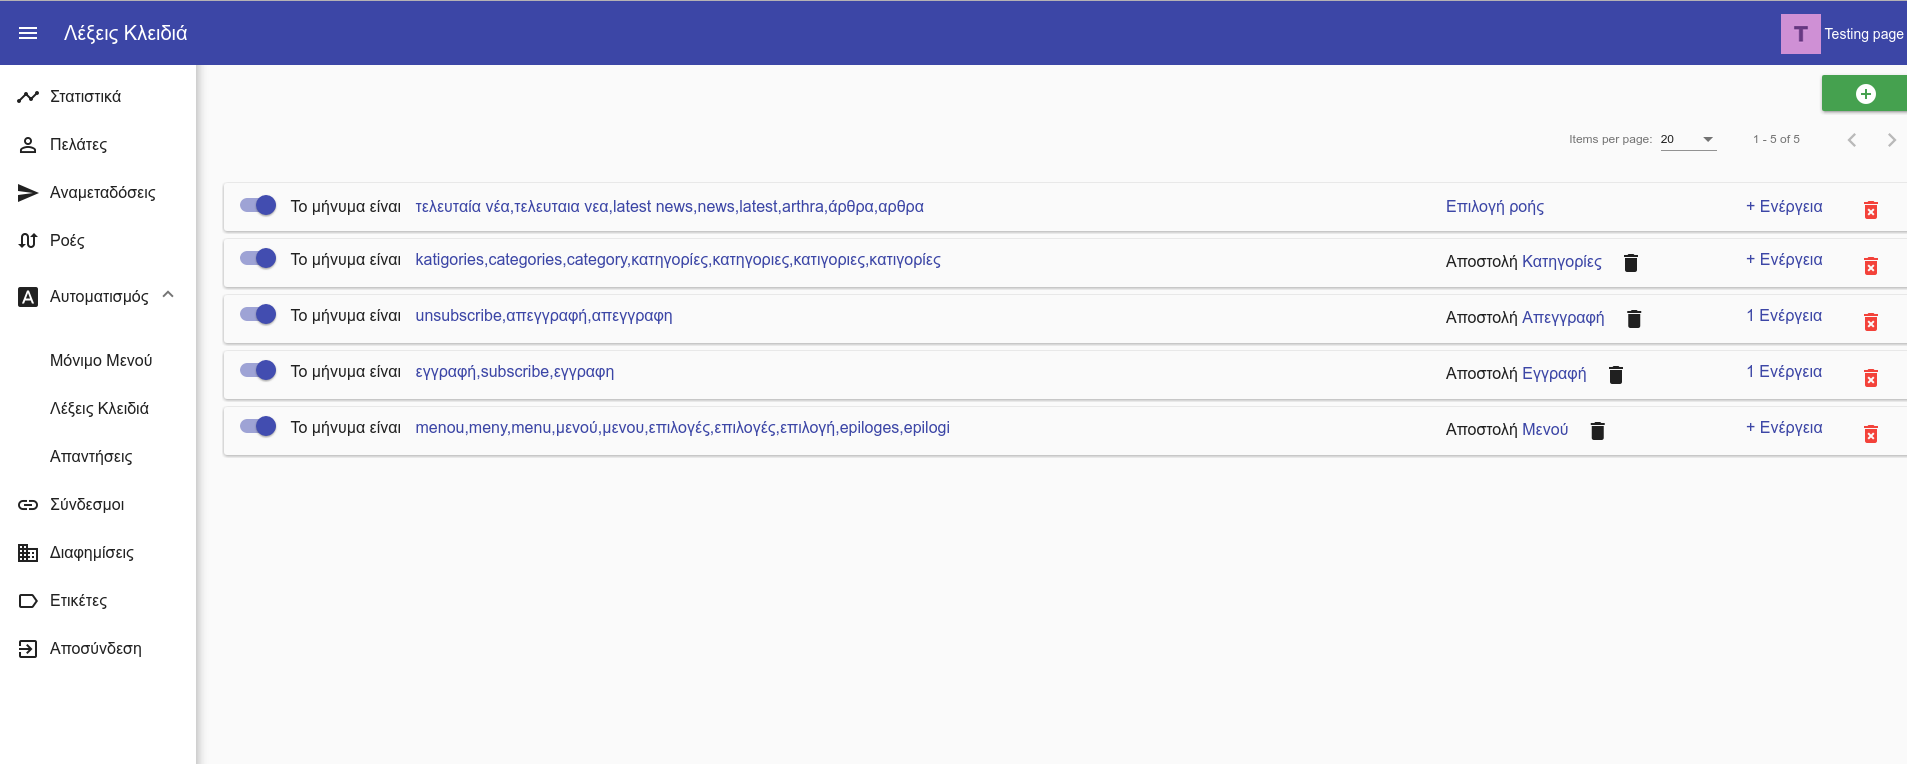 Λέξεις Κλειδιά
T Testing page
Στατιστικά
Πελάτες
Αναμεταδόσεις
Ροές
Αυτοματισμός
Μόνιμο Μενού
Λέξεις Κλειδιά
Απαντήσεις
Σύνδεσμοι
Διαφημίσεις
Ετικέτες
Αποσύνδεση
Items per page: 20 1 - 5 of 5
Το μήνυμα είναι τελευταία νέα,τελευταια νεα,latest news,news,latest,arthra,άρθρα,αρθρα Επιλογή ροής + Ενέργεια
Το μήνυμα είναι katigories,categories,category,κατηγορίες,κατηγοριες,κατιγοριες,κατιγορίες Αποστολή Κατηγορίες + Ενέργεια
Το μήνυμα είναι unsubscribe,απεγγραφή,απεγγραφη Αποστολή Απεγγραφή 1 Ενέργεια
Το μήνυμα είναι εγγραφή,subscribe,εγγραφη Αποστολή Εγγραφή 1 Ενέργεια
Το μήνυμα είναι menou,meny,menu,μενού,μενου,επιλογές,επιλογές,επιλογή,epiloges,epilogi Αποστολή Μενού + Ενέργεια